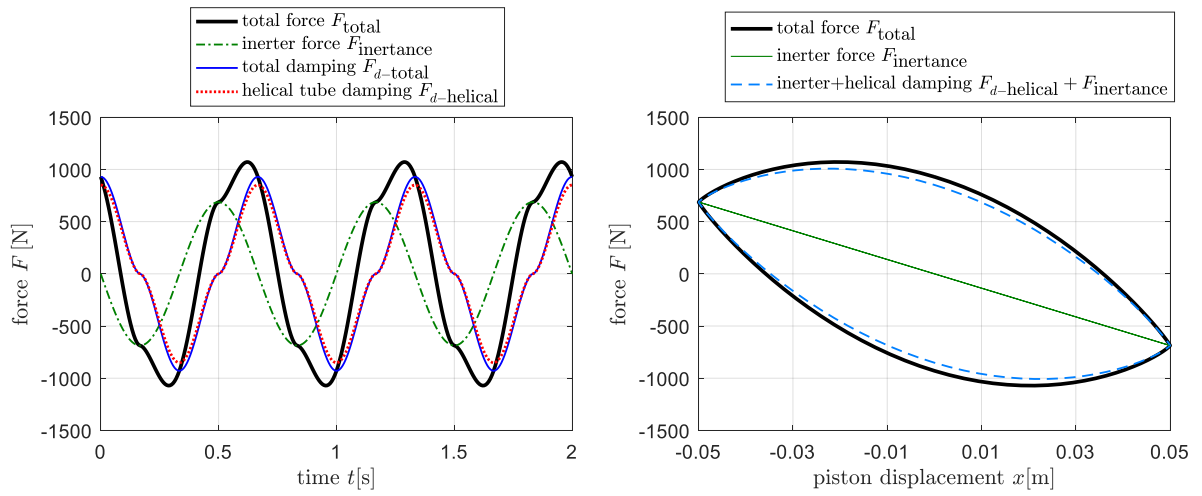 total force F_total
inerter force F_inertance
total damping F_d−total
helical tube damping F_d−helical
1500
1000
500
0
-500
-1000
-1500
force F [N]
0
0.5
1
1.5
2
time t[s]
total force F_total
inerter force F_inertance
inerter+helical damping F_d−helical + F_inertance
1500
1000
500
0
-500
-1000
-1500
force F [N]
-0.05
-0.03
-0.01
0.01
0.03
0.05
piston displacement x[m]